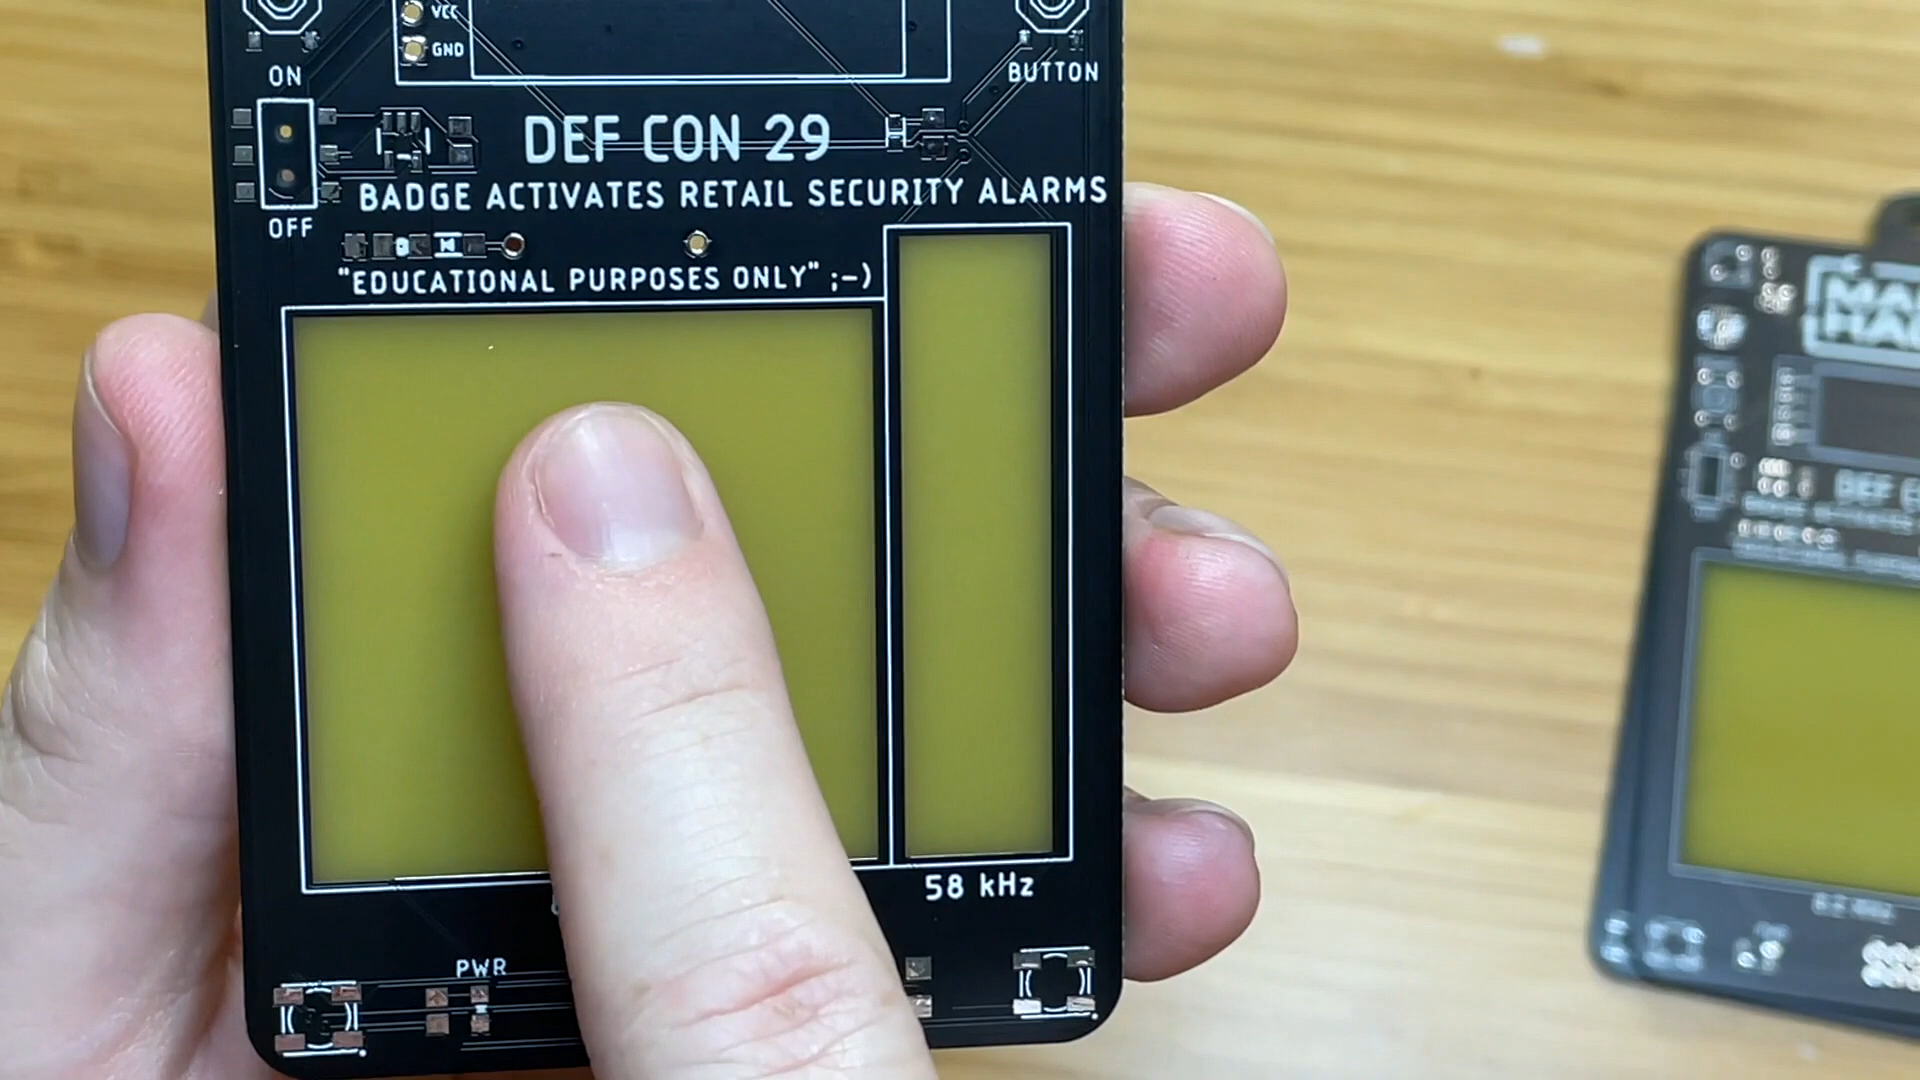 VCC
GND
ON
BUTTON
DEF CON 29
BADGE ACTIVATES RETAIL SECURITY ALARMS
OFF
"EDUCATIONAL PURPOSES ONLY" ;-)
58 kHz
PWR
DEF